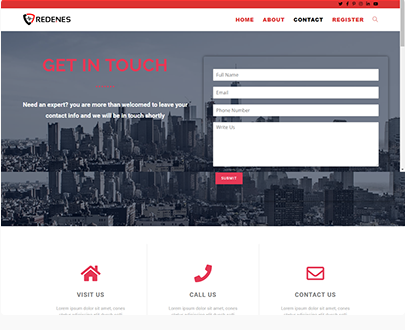 REDENES
HOME ABOUT CONTACT REGISTER
GET IN TOUCH
Need an expert? you are more than welcomed to leave your
contact info and we will be in touch shortly
Full Name
Email
Phone Number
Write Us
SUBMIT
VISIT US
CALL US
CONTACT US
Lorem ipsum dolor sit amet, conse
Lorem ipsum dolor sit amet, conse
Lorem ipsum dolor sit amet, conse